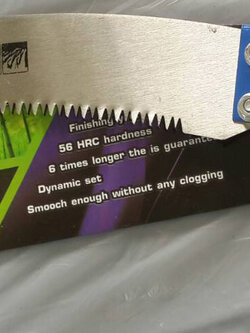 Finishing
56 HRC hardness
6 times longer the is guarante
Dynamic set
Smooch enough without any clogging